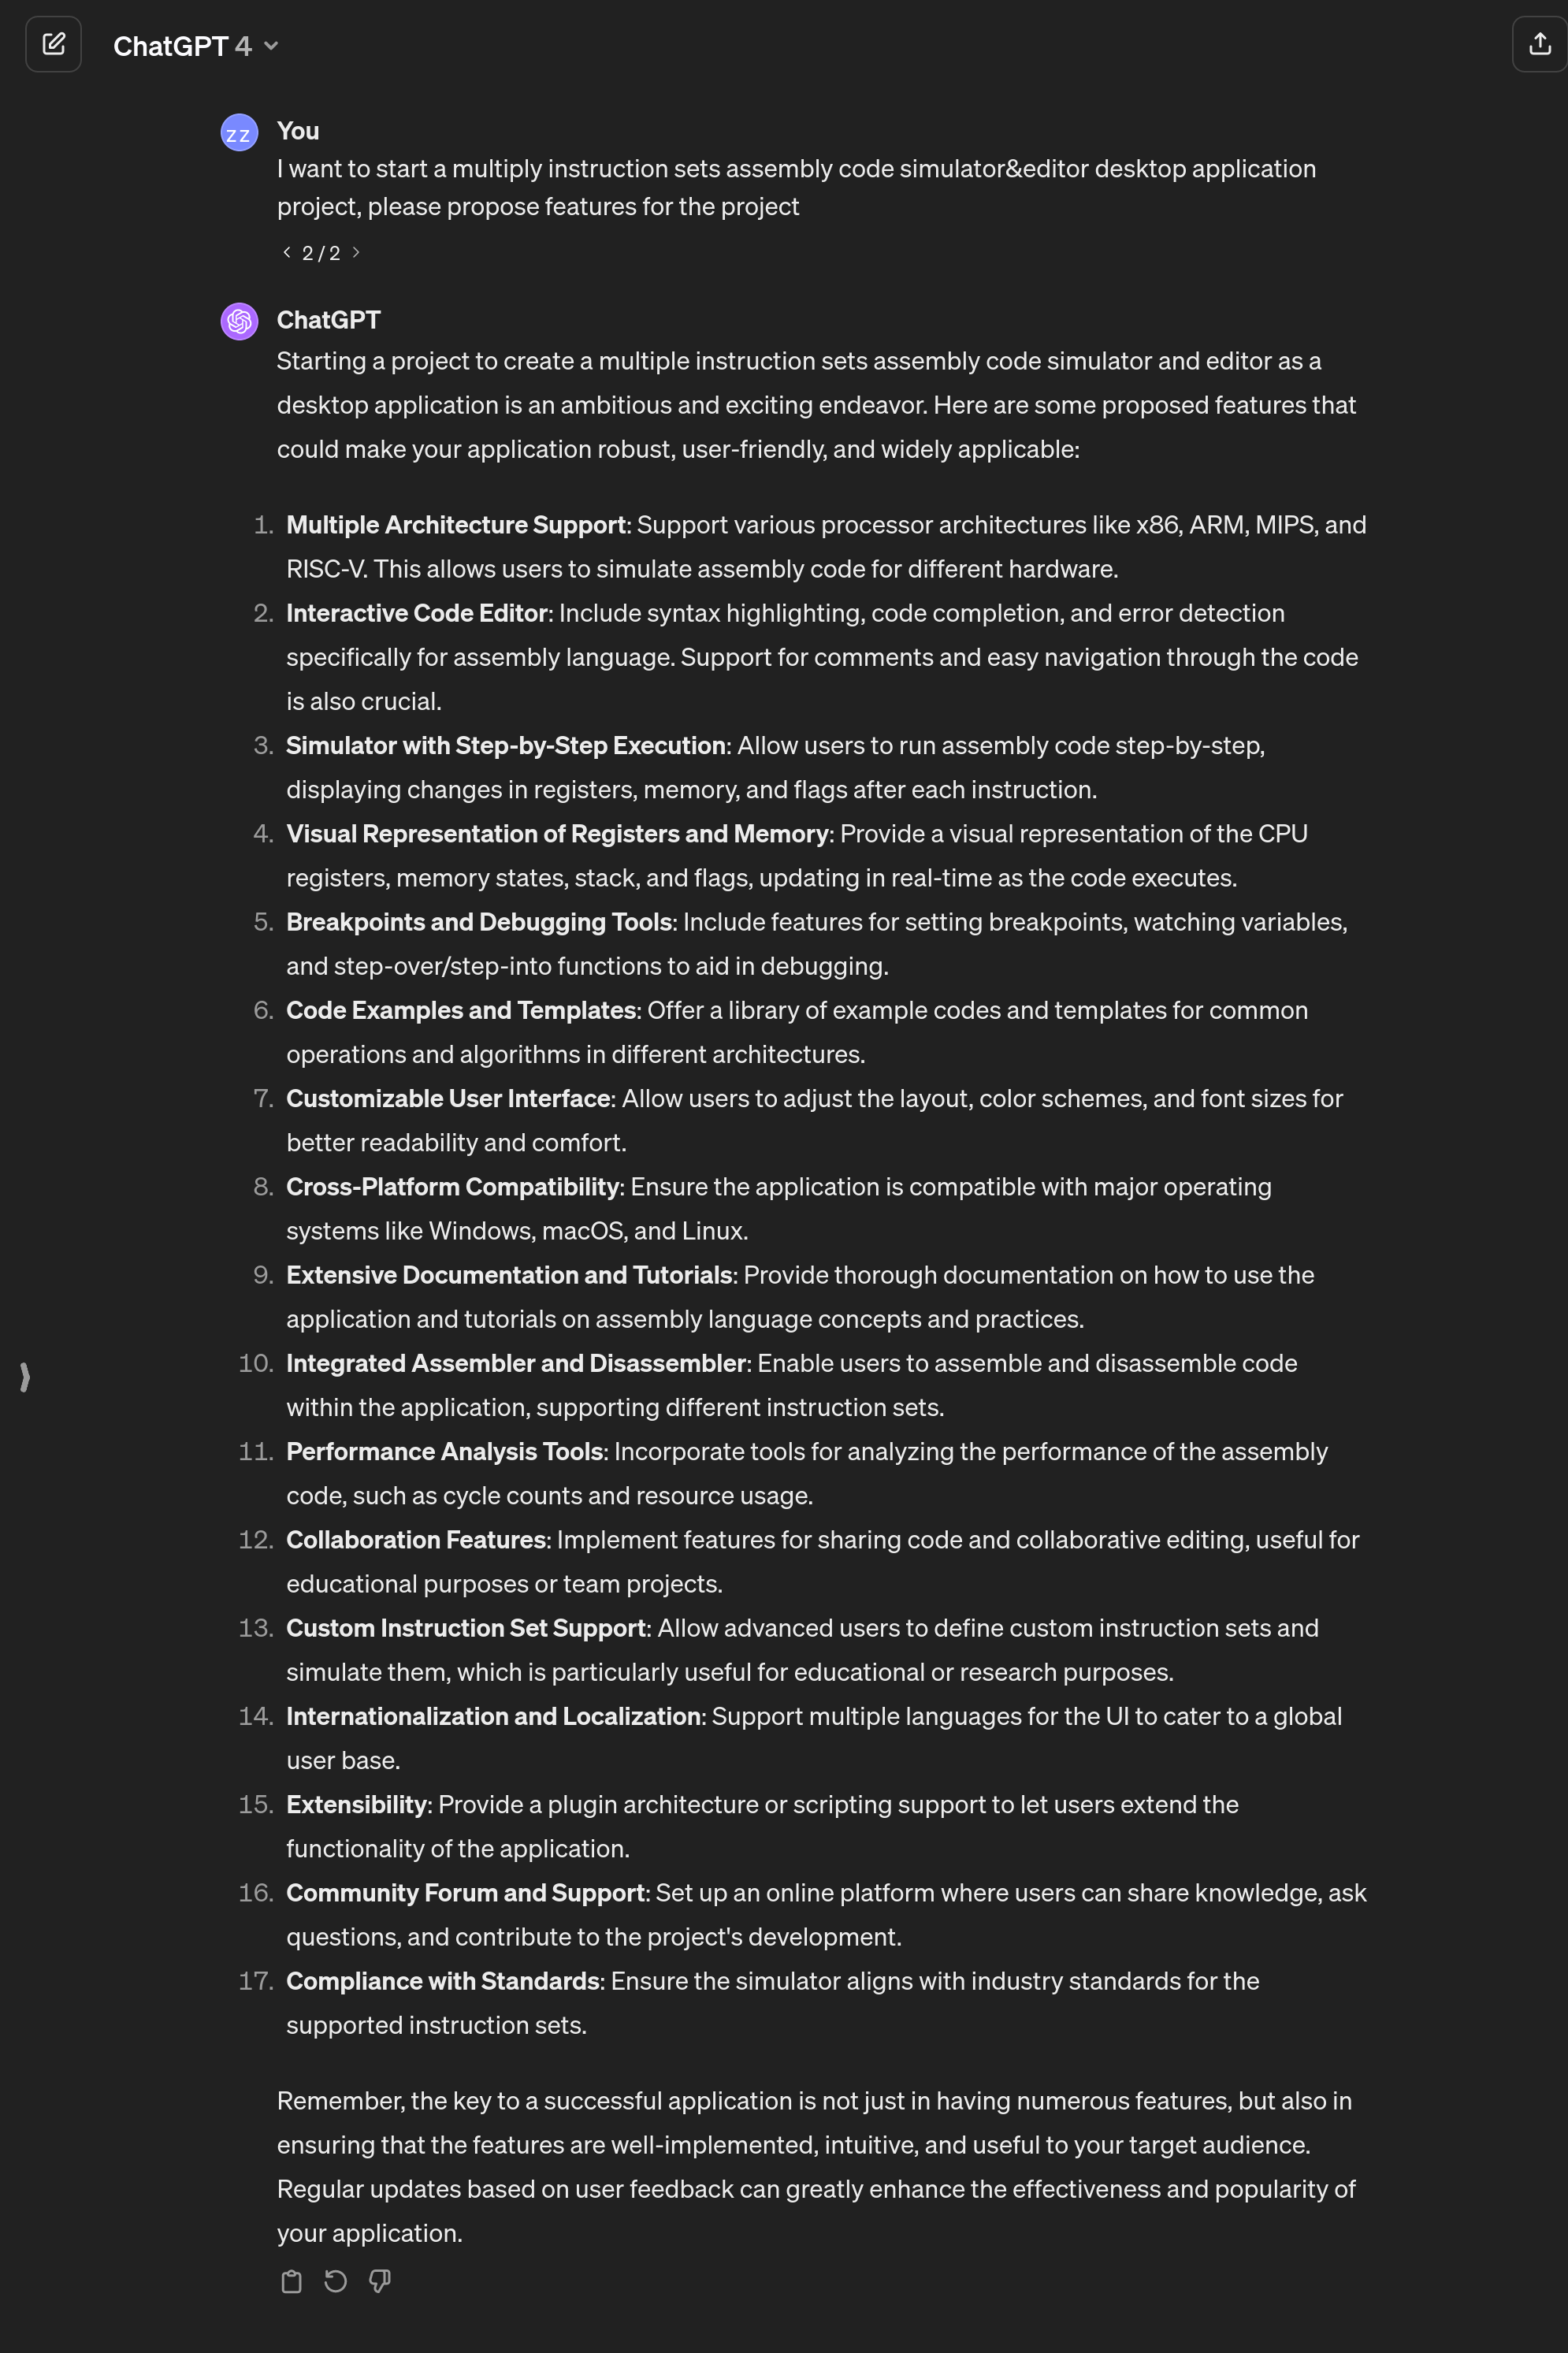 ChatGPT 4
ZZ
You
I want to start a multiply instruction sets assembly code simulator&editor desktop application
project, please propose features for the project
2 / 2
ChatGPT
Starting a project to create a multiple instruction sets assembly code simulator and editor as a
desktop application is an ambitious and exciting endeavor. Here are some proposed features that
could make your application robust, user-friendly, and widely applicable:
1. Multiple Architecture Support: Support various processor architectures like x86, ARM, MIPS, and
RISC-V. This allows users to simulate assembly code for different hardware.
2. Interactive Code Editor: Include syntax highlighting, code completion, and error detection
specifically for assembly language. Support for comments and easy navigation through the code
is also crucial.
3. Simulator with Step-by-Step Execution: Allow users to run assembly code step-by-step,
displaying changes in registers, memory, and flags after each instruction.
4. Visual Representation of Registers and Memory: Provide a visual representation of the CPU
registers, memory states, stack, and flags, updating in real-time as the code executes.
5. Breakpoints and Debugging Tools: Include features for setting breakpoints, watching variables,
and step-over/step-into functions to aid in debugging.
6. Code Examples and Templates: Offer a library of example codes and templates for common
operations and algorithms in different architectures.
7. Customizable User Interface: Allow users to adjust the layout, color schemes, and font sizes for
better readability and comfort.
8. Cross-Platform Compatibility: Ensure the application is compatible with major operating
systems like Windows, macOS, and Linux.
9. Extensive Documentation and Tutorials: Provide thorough documentation on how to use the
application and tutorials on assembly language concepts and practices.
10. Integrated Assembler and Disassembler: Enable users to assemble and disassemble code
within the application, supporting different instruction sets.
11. Performance Analysis Tools: Incorporate tools for analyzing the performance of the assembly
code, such as cycle counts and resource usage.
12. Collaboration Features: Implement features for sharing code and collaborative editing, useful for
educational purposes or team projects.
13. Custom Instruction Set Support: Allow advanced users to define custom instruction sets and
simulate them, which is particularly useful for educational or research purposes.
14. Internationalization and Localization: Support multiple languages for the UI to cater to a global
user base.
15. Extensibility: Provide a plugin architecture or scripting support to let users extend the
functionality of the application.
16. Community Forum and Support: Set up an online platform where users can share knowledge, ask
questions, and contribute to the project's development.
17. Compliance with Standards: Ensure the simulator aligns with industry standards for the
supported instruction sets.
Remember, the key to a successful application is not just in having numerous features, but also in
ensuring that the features are well-implemented, intuitive, and useful to your target audience.
Regular updates based on user feedback can greatly enhance the effectiveness and popularity of
your application.